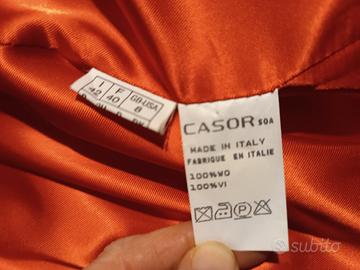 I
42
F
40
GB-USA
8
CASOR SOA
MADE IN ITALY
FABRIQUE EN ITALIE
100%WO
100%VI
P
subito